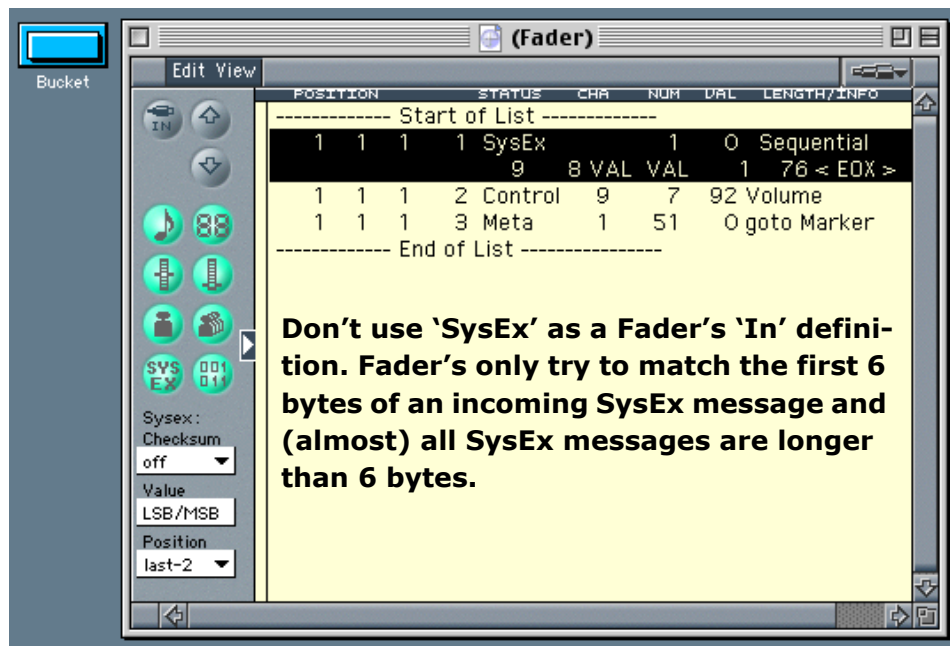 Bucket
(Fader)
Edit View
POSITION STATUS CHA NUM VAL LENGTH/INFO
IN
------------- Start of List -------------
1 1 1 1 SysEx 1 0 Sequential
9 8 VAL VAL 1 76 < EOX >
1 1 1 2 Control 9 7 92 Volume
1 1 1 3 Meta 1 51 0 goto Marker
------------- End of List ----------------
88
Don't use ‘SysEx’ as a Fader's ‘In’ defini-
tion. Fader's only try to match the first 6
bytes of an incoming SysEx message and
(almost) all SysEx messages are longer
than 6 bytes.
SYS
EX
001
011
Sysex:
Checksum
off
Value
LSB/MSB
Position
last-2